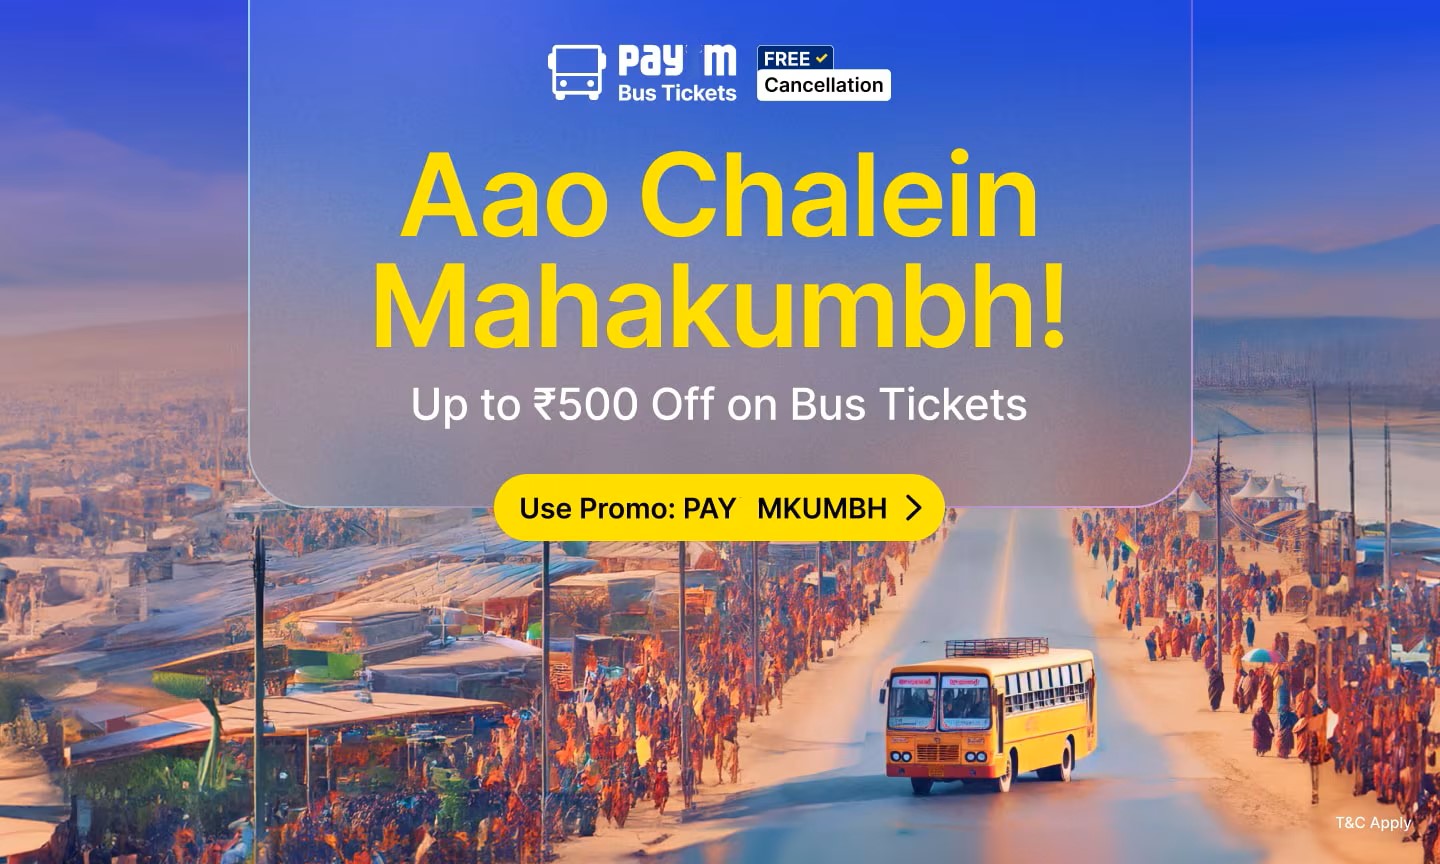 pay m
Bus Tickets
FREE
Cancellation
Aao Chalein
Mahakumbh!
Up to ₹500 Off on Bus Tickets
Use Promo: PAY MKUMBH
T&C Apply